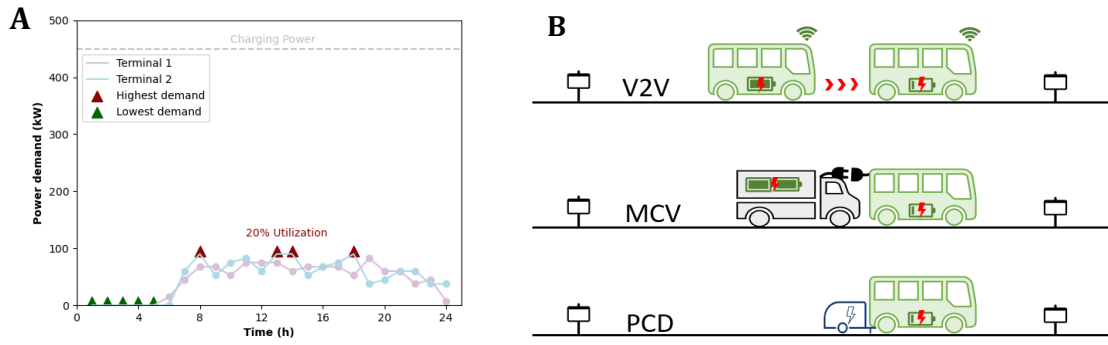 A
500
Charging Power
400
300
200
100
0
Power demand (kW)
Terminal 1
Terminal 2
Highest demand
Lowest demand
20% Utilization
0 4 8 12 16 20 24
Time (h)
B
V2V
MCV
PCD